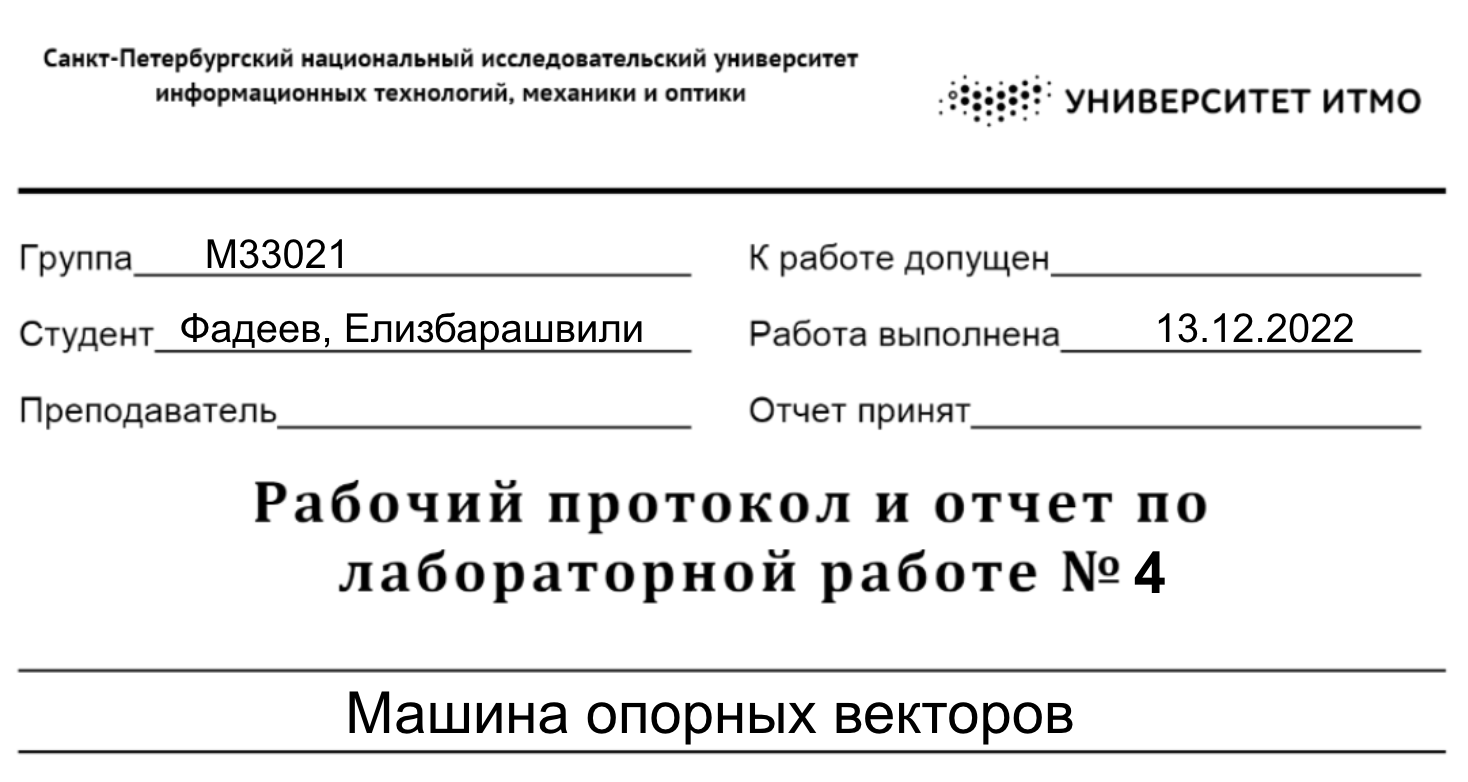 Санкт-Петербургский национальный исследовательский университет
информационных технологий, механики и оптики
УНИВЕРСИТЕТ ИТМО
Группа М33021
К работе допущен
Студент Фадеев, Елизбарашвили
Работа выполнена 13.12.2022
Преподаватель
Отчет принят
Рабочий протокол и отчет по
лабораторной работе № 4
Машина опорных векторов